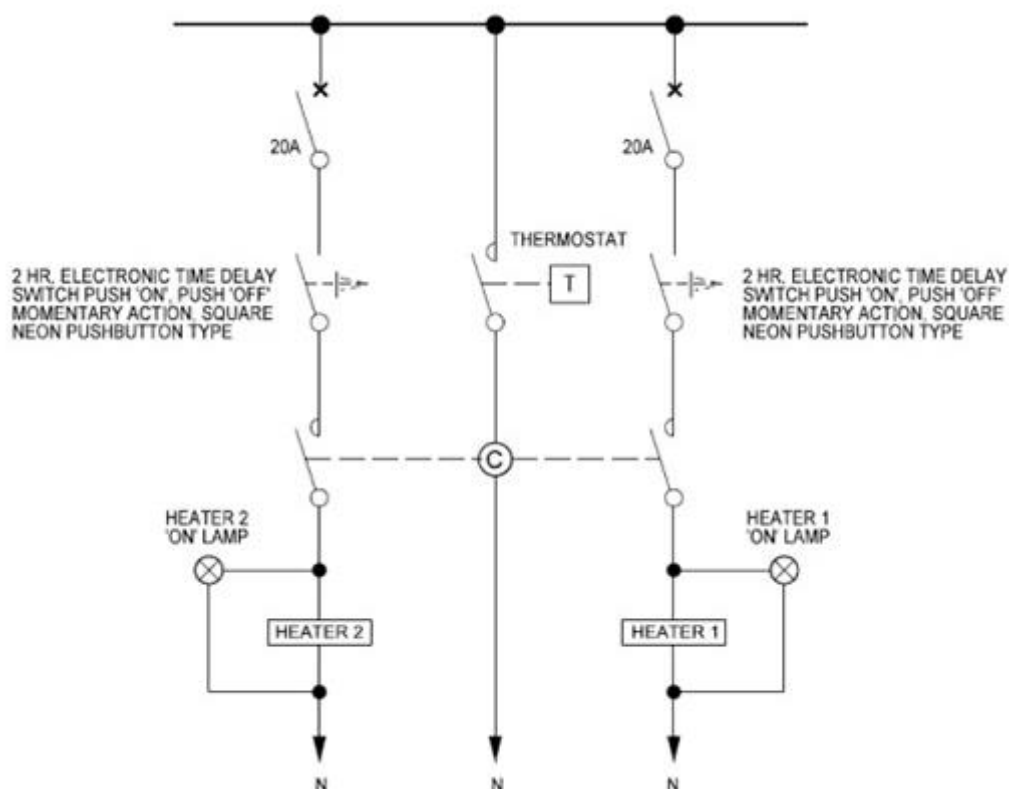 20A
20A
THERMOSTAT
T
2 HR. ELECTRONIC TIME DELAY
SWITCH PUSH 'ON', PUSH 'OFF'
MOMENTARY ACTION, SQUARE
NEON PUSHBUTTON TYPE
2 HR. ELECTRONIC TIME DELAY
SWITCH PUSH 'ON', PUSH 'OFF'
MOMENTARY ACTION, SQUARE
NEON PUSHBUTTON TYPE
C
HEATER 2
'ON' LAMP
HEATER 1
'ON' LAMP
HEATER 2
HEATER 1
N
N
N